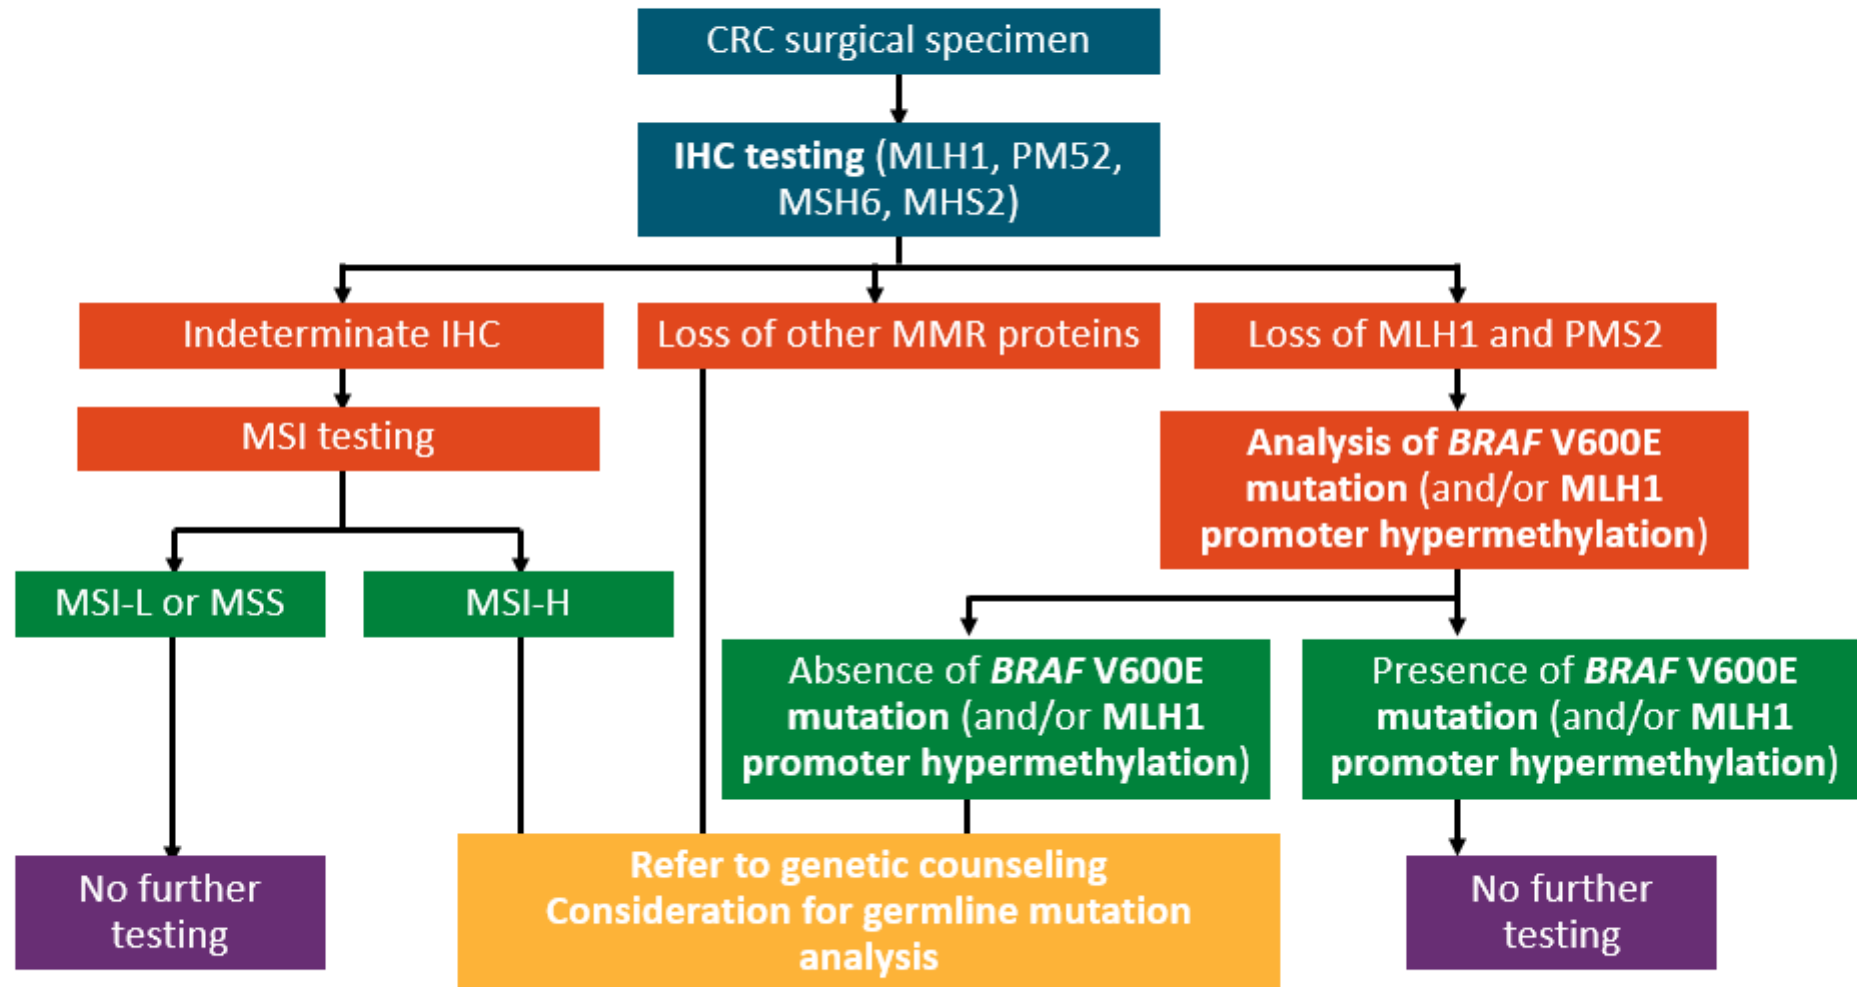 CRC surgical specimen
IHC testing (MLH1, PM52,
MSH6, MHS2)
Indeterminate IHC
Loss of other MMR proteins
Loss of MLH1 and PMS2
MSI testing
Analysis of BRAF V600E
mutation (and/or MLH1
promoter hypermethylation)
MSI-L or MSS
MSI-H
Absence of BRAF V600E
mutation (and/or MLH1
promoter hypermethylation)
Presence of BRAF V600E
mutation (and/or MLH1
promoter hypermethylation)
No further
testing
Refer to genetic counseling
Consideration for germline mutation
analysis
No further
testing